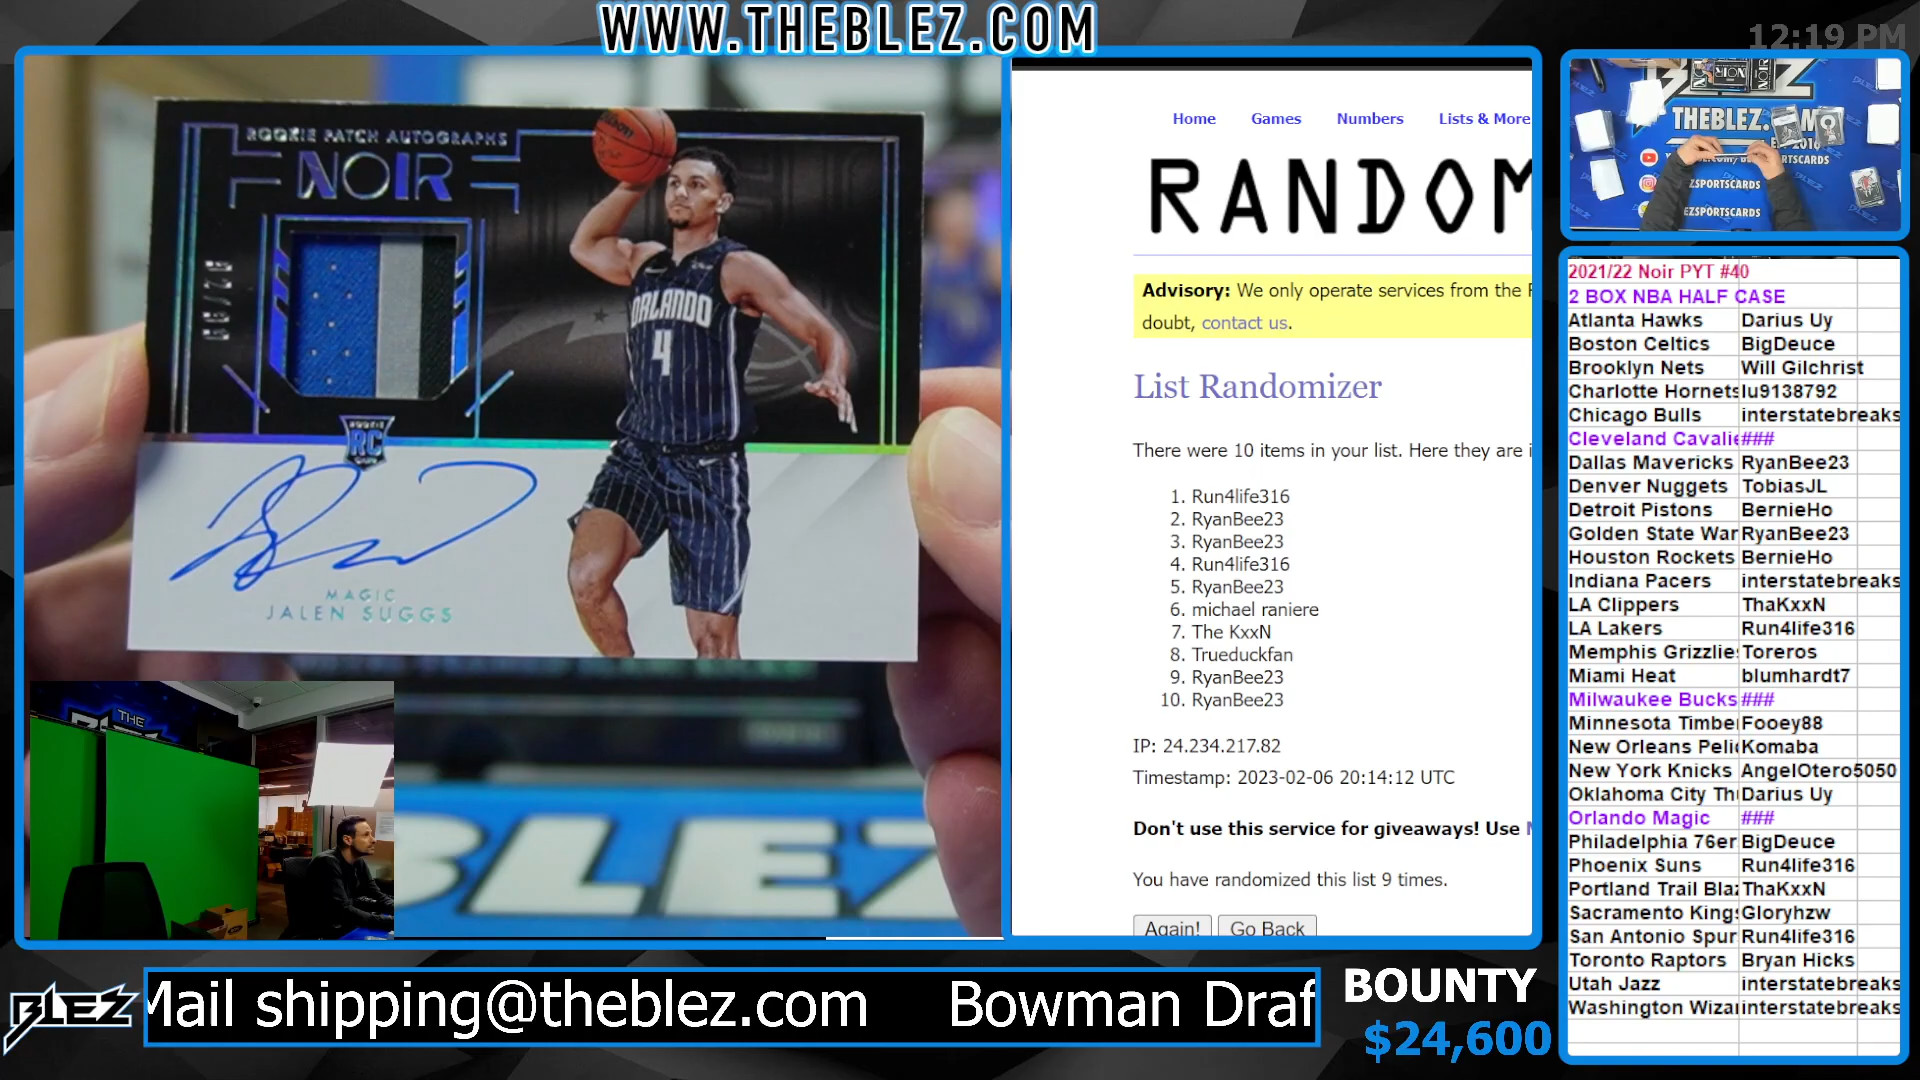 WWW.THEBLEZ.COM
12:19 PM
ROOKIE PATCH AUTOGRAPHS
NOIR
ORLANDO
4
RC
MAGIC
JALEN SUGGS
THE
Home Games Numbers Lists & More
RANDOM
Advisory: We only operate services from the
doubt, contact us.
List Randomizer
There were 10 items in your list. Here they are i
1. Run4life316
2. RyanBee23
3. RyanBee23
4. Run4life316
5. RyanBee23
6. michael raniere
7. The KxxN
8. Trueduckfan
9. RyanBee23
10. RyanBee23
IP: 24.234.217.82
Timestamp: 2023-02-06 20:14:12 UTC
Don't use this service for giveaways! Use
You have randomized this list 9 times.
Again! Go Back
NOIR
THEBLEZ.
EZSPORTSCARDS
2021/22 Noir PYT #40
2 BOX NBA HALF CASE
Atlanta Hawks Darius Uy
Boston Celtics BigDeuce
Brooklyn Nets Will Gilchrist
Charlotte Hornets lu9138792
Chicago Bulls interstatebreaks
Cleveland Cavalie ###
Dallas Mavericks RyanBee23
Denver Nuggets TobiasJL
Detroit Pistons BernieHo
Golden State War RyanBee23
Houston Rockets BernieHo
Indiana Pacers interstatebreaks
LA Clippers ThaKxxN
LA Lakers Run4life316
Memphis Grizzlie Toreros
Miami Heat blumhardt7
Milwaukee Bucks ###
Minnesota Timbe Fooey88
New Orleans Peli Komaba
New York Knicks AngelOtero5050
Oklahoma City Th Darius Uy
Orlando Magic ###
Philadelphia 76er BigDeuce
Phoenix Suns Run4life316
Portland Trail Bla ThaKxxN
Sacramento King Gloryhzw
San Antonio Spur Run4life316
Toronto Raptors Bryan Hicks
Utah Jazz interstatebreaks
Washington Wiza interstatebreaks
BLEZ
Mail shipping@theblez.com Bowman Draf
BOUNTY
$24,600